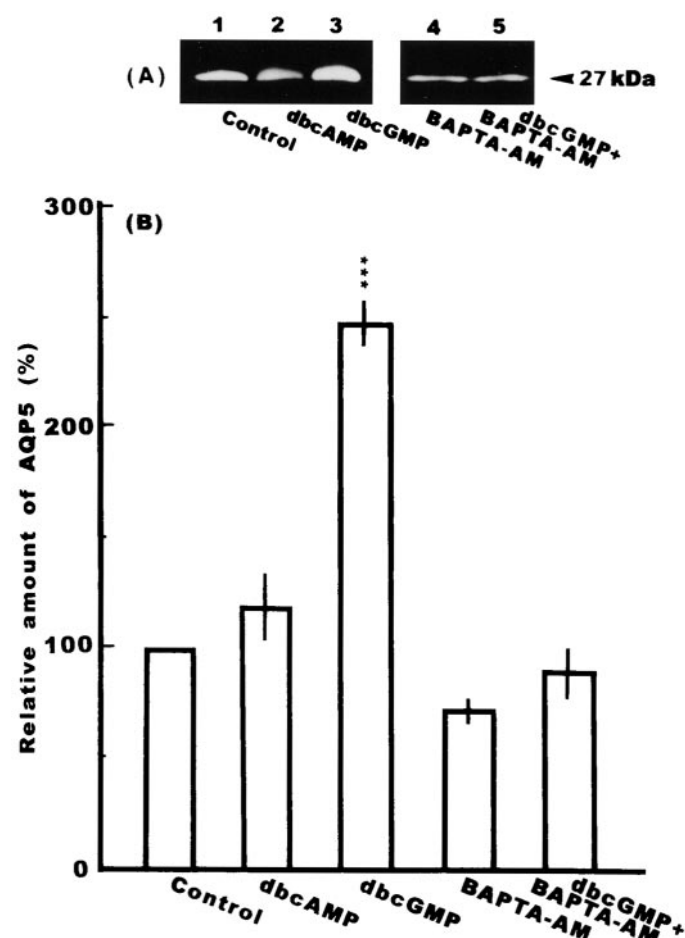 1 2 3 4 5
(A)
27 kDa
Control
dbcAMP
dbcGMP
BAPTA-AM
dbcGMP+
BAPTA-AM
300
(B)
***
200
100
0
Relative amount of AQP5 (%)
Control
dbcAMP
dbcGMP
BAPTA-AM
dbcGMP+
BAPTA-AM